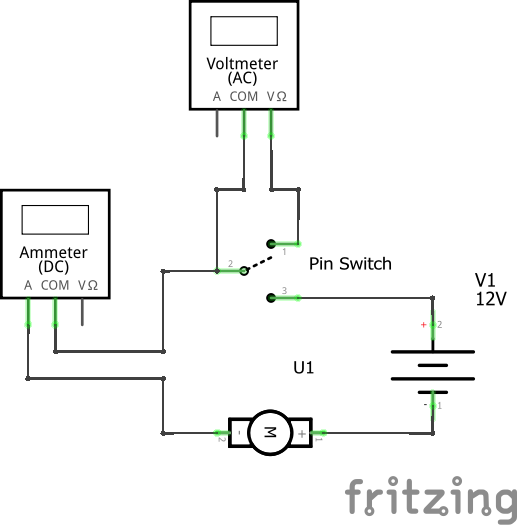 Voltmeter
(AC)
A COM VΩ
Ammeter
(DC)
A COM VΩ
2
1
Pin Switch
3
V1
12V
+ 2
U1
- 1
2 - M + 1
fritzing